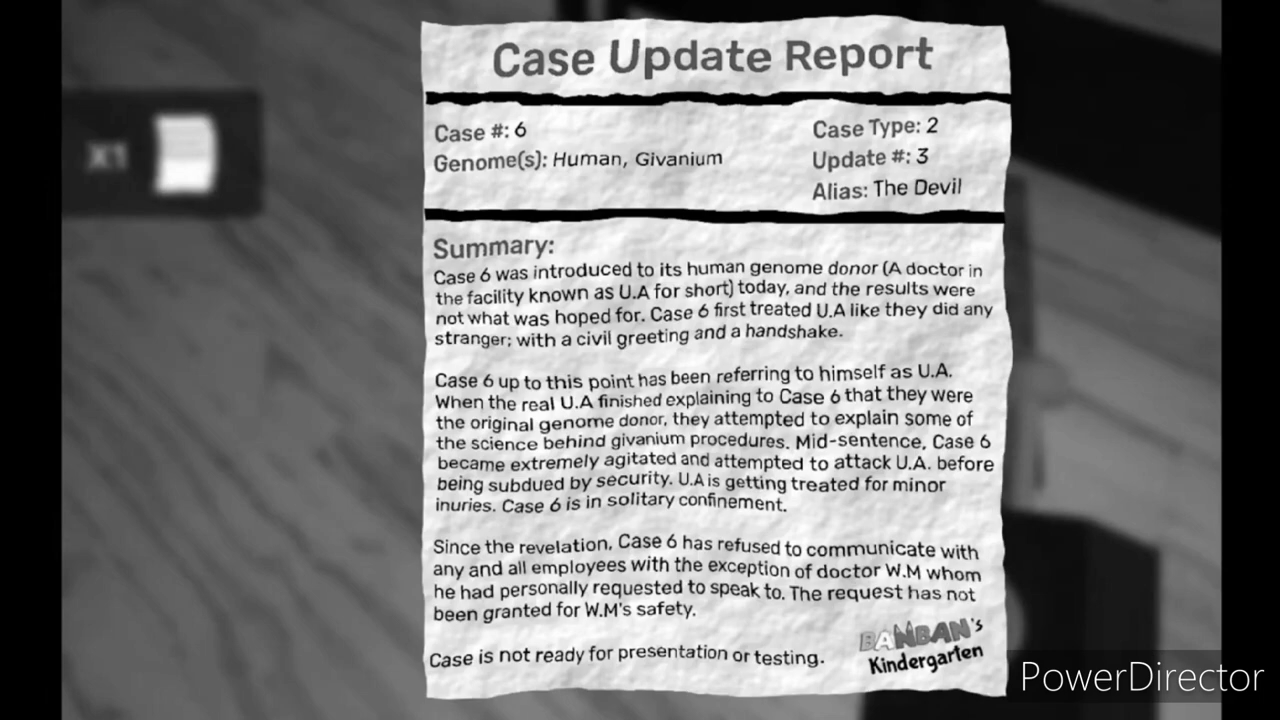 Case Update Report
X1
Case #: 6
Genome(s): Human, Givanium
Case Type: 2
Update #: 3
Alias: The Devil
Summary:
Case 6 was introduced to its human genome donor (A doctor in
the facility known as U.A for short) today, and the results were
not what was hoped for. Case 6 first treated U.A like they did any
stranger; with a civil greeting and a handshake.
Case 6 up to this point has been referring to himself as U.A.
When the real U.A finished explaining to Case 6 that they were
the original genome donor, they attempted to explain some of
the science behind givanium procedures. Mid-sentence, Case 6
became extremely agitated and attempted to attack U.A. before
being subdued by security. U.A is getting treated for minor
inuries. Case 6 is in solitary confinement.
Since the revelation, Case 6 has refused to communicate with
any and all employees with the exception of doctor W.M whom
he had personally requested to speak to. The request has not
been granted for W.M's safety.
Case is not ready for presentation or testing.
BANBAN's
Kindergarten
PowerDirector